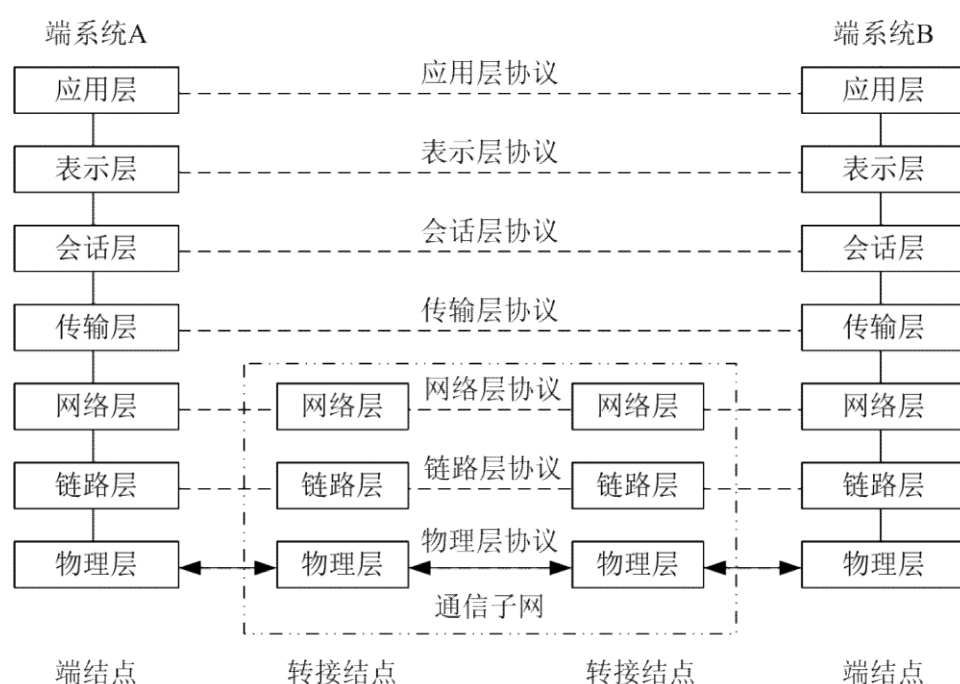 端系统A 端系统B
应用层 应用层协议 应用层
表示层 表示层协议 表示层
会话层 会话层协议 会话层
传输层 传输层协议 传输层
网络层 网络层 网络层协议 网络层 网络层
链路层 链路层 链路层协议 链路层 链路层
物理层 物理层 物理层协议 物理层 物理层
通信子网
端结点 转接结点 转接结点 端结点